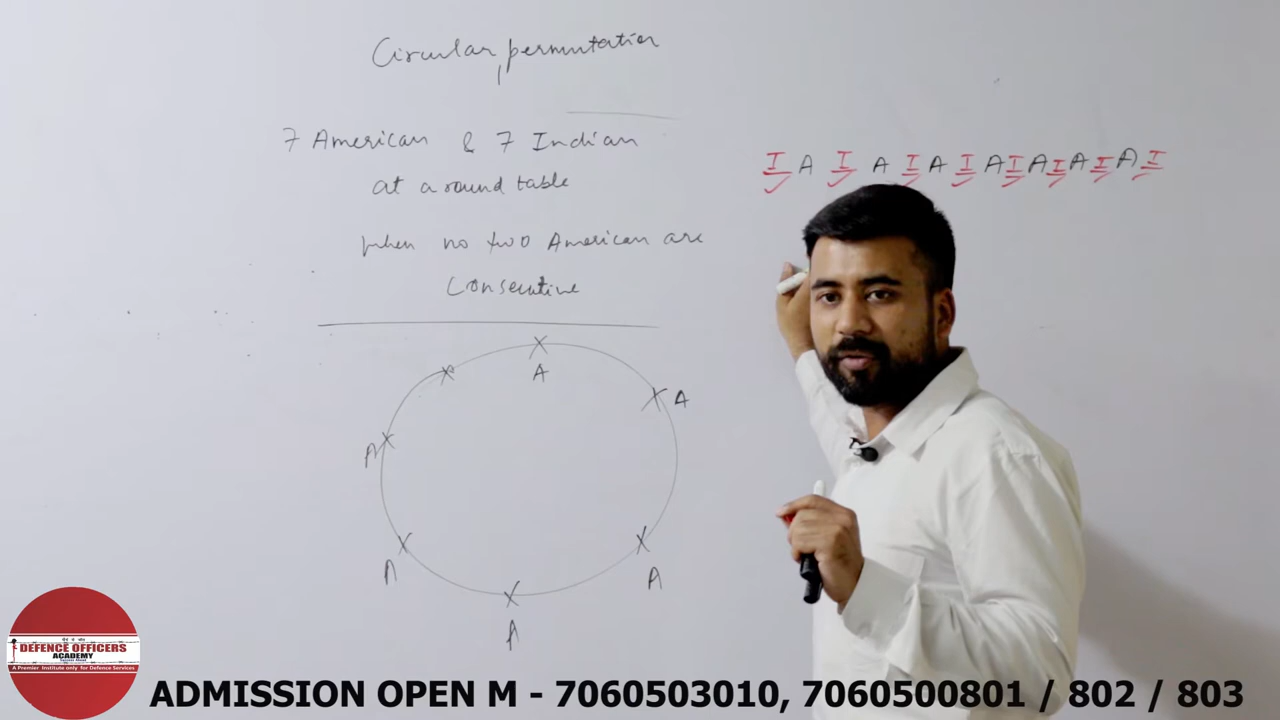 Circular permutation
7 American & 7 Indian
at a round table
when no two American are
Consecutive
I A I A I A I A I A I A I A I
A
A
A
A
A
A
DEFENCE OFFICERS
ACADEMY
A Premier Institute only for Defence Services
ADMISSION OPEN M - 7060503010, 7060500801 / 802 / 803